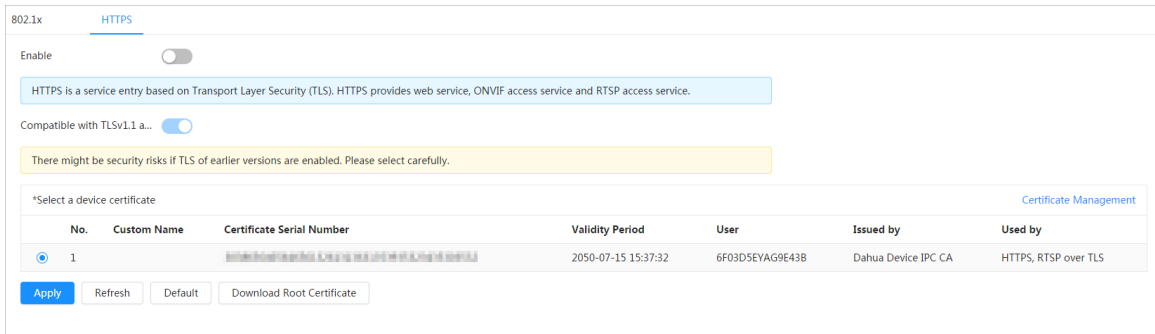 802.1x HTTPS
Enable
HTTPS is a service entry based on Transport Layer Security (TLS). HTTPS provides web service, ONVIF access service and RTSP access service.
Compatible with TLSv1.1 a...
There might be security risks if TLS of earlier versions are enabled. Please select carefully.
*Select a device certificate Certificate Management
No. Custom Name Certificate Serial Number Validity Period User Issued by Used by
1 2050-07-15 15:37:32 6F03D5EYAG9E43B Dahua Device IPC CA HTTPS, RTSP over TLS
Apply Refresh Default Download Root Certificate